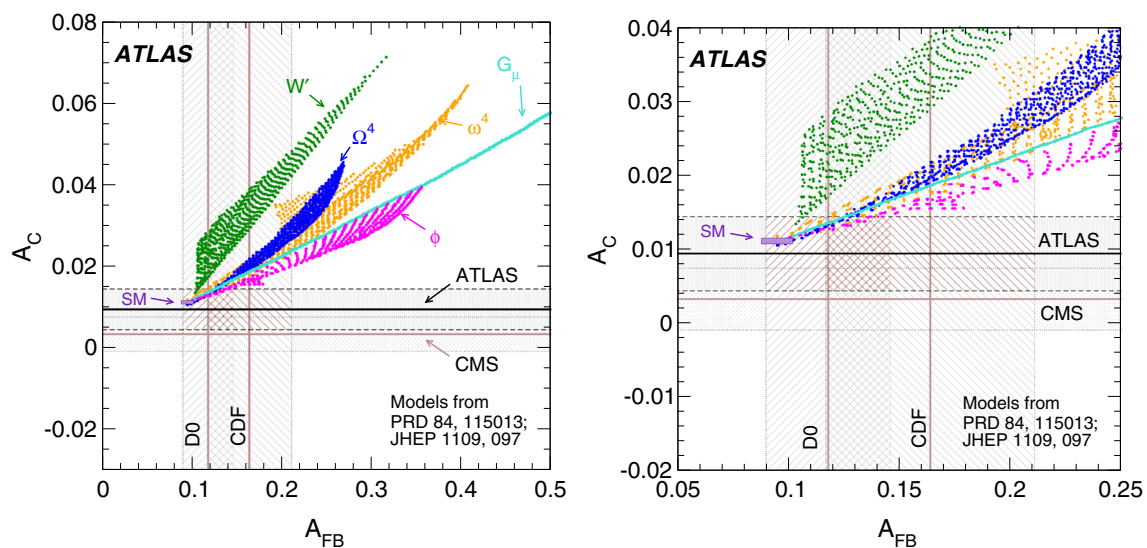 0.08
0.06
0.04
0.02
0
-0.02
A_C
ATLAS
W′
Ω⁴
ω⁴
G_μ
φ
SM
ATLAS
CMS
D0
CDF
Models from
PRD 84, 115013;
JHEP 1109, 097
0 0.1 0.2 0.3 0.4 0.5
A_FB
0.04
0.03
0.02
0.01
0
-0.01
-0.02
A_C
ATLAS
SM
ATLAS
CMS
D0
CDF
Models from
PRD 84, 115013;
JHEP 1109, 097
0.05 0.1 0.15 0.2 0.25
A_FB